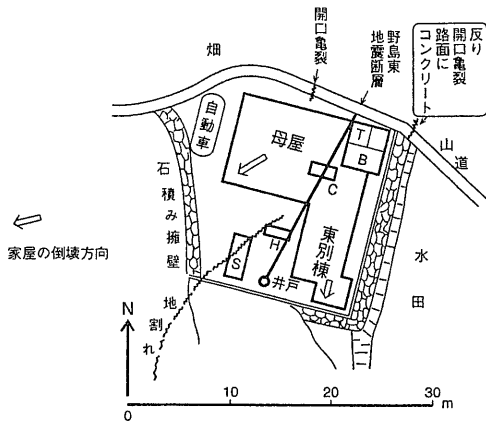 畑
開口亀裂
野島東
地震断層
反り
開口亀裂
路面に
コンクリート
山道
自動車
母屋
T
B
C
石積み擁壁
東別棟
水田
H
S
井戸
地割れ
家屋の倒壊方向
N
0
10
20
30
m